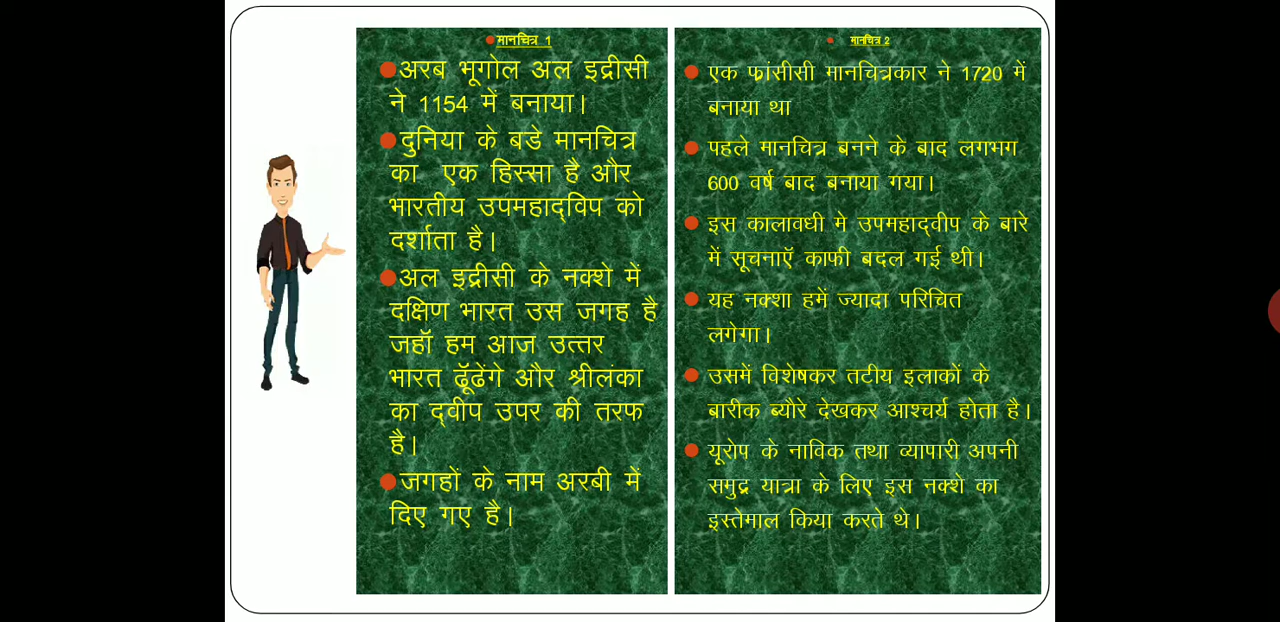 मानचित्र 1
अरब भूगोल अल इद्रीसी
ने 1154 में बनाया।
दुनिया के बडे मानचित्र
का एक हिस्सा है और
भारतीय उपमहाद्विप को
दर्शाता है।
अल इद्रीसी के नक्शे में
दक्षिण भारत उस जगह है
जहॉ हम आज उत्तर
भारत ढूॅढेंगे और श्रीलंका
का द्वीप उपर की तरफ
है।
जगहों के नाम अरबी में
दिए गए है।
मानचित्र 2
एक फ्रांसीसी मानचित्रकार ने 1720 में
बनाया था
पहले मानचित्र बनने के बाद लगभग
600 वर्ष बाद बनाया गया।
इस कालावधी मे उपमहाद्वीप के बारे
में सूचनाऍ काफी बदल गई थी।
यह नक्शा हमें ज्यादा परिचित
लगेगा।
उसमें विशेषकर तटीय इलाकों के
बारीक ब्यौरे देखकर आश्चर्य होता है।
यूरोप के नाविक तथा व्यापारी अपनी
समुद्र यात्रा के लिए इस नक्शे का
इस्तेमाल किया करते थे।